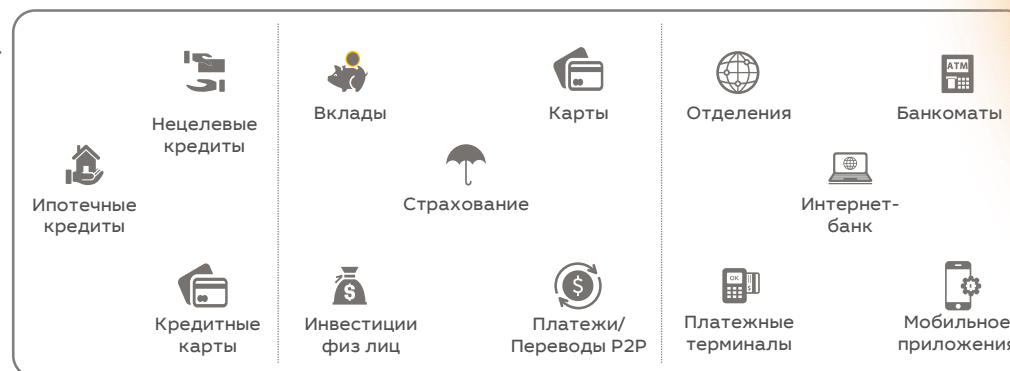 Нецелевые
кредиты
Ипотечные
кредиты
Кредитные
карты
Вклады
Карты
Страхование
Инвестиции
физ лиц
Платежи/
Переводы P2P
Отделения
ATM
Банкоматы
Интернет-
банк
OK
Платежные
терминалы
Мобильное
приложения